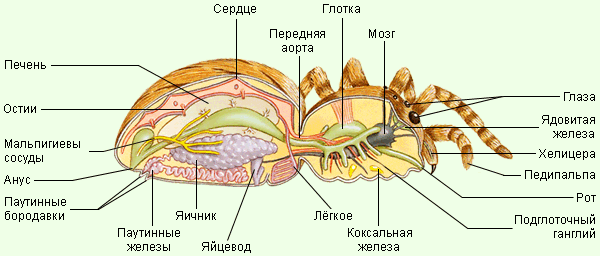 Сердце
Глотка
Передняя
аорта
Мозг
Печень
Остии
Мальпигиевы
сосуды
Анус
Паутинные
бородавки
Паутинные
железы
Яичник
Яйцевод
Лёгкое
Коксальная
железа
Глаза
Ядовитая
железа
Хелицера
Педипальпа
Рот
Подглоточный
ганглий